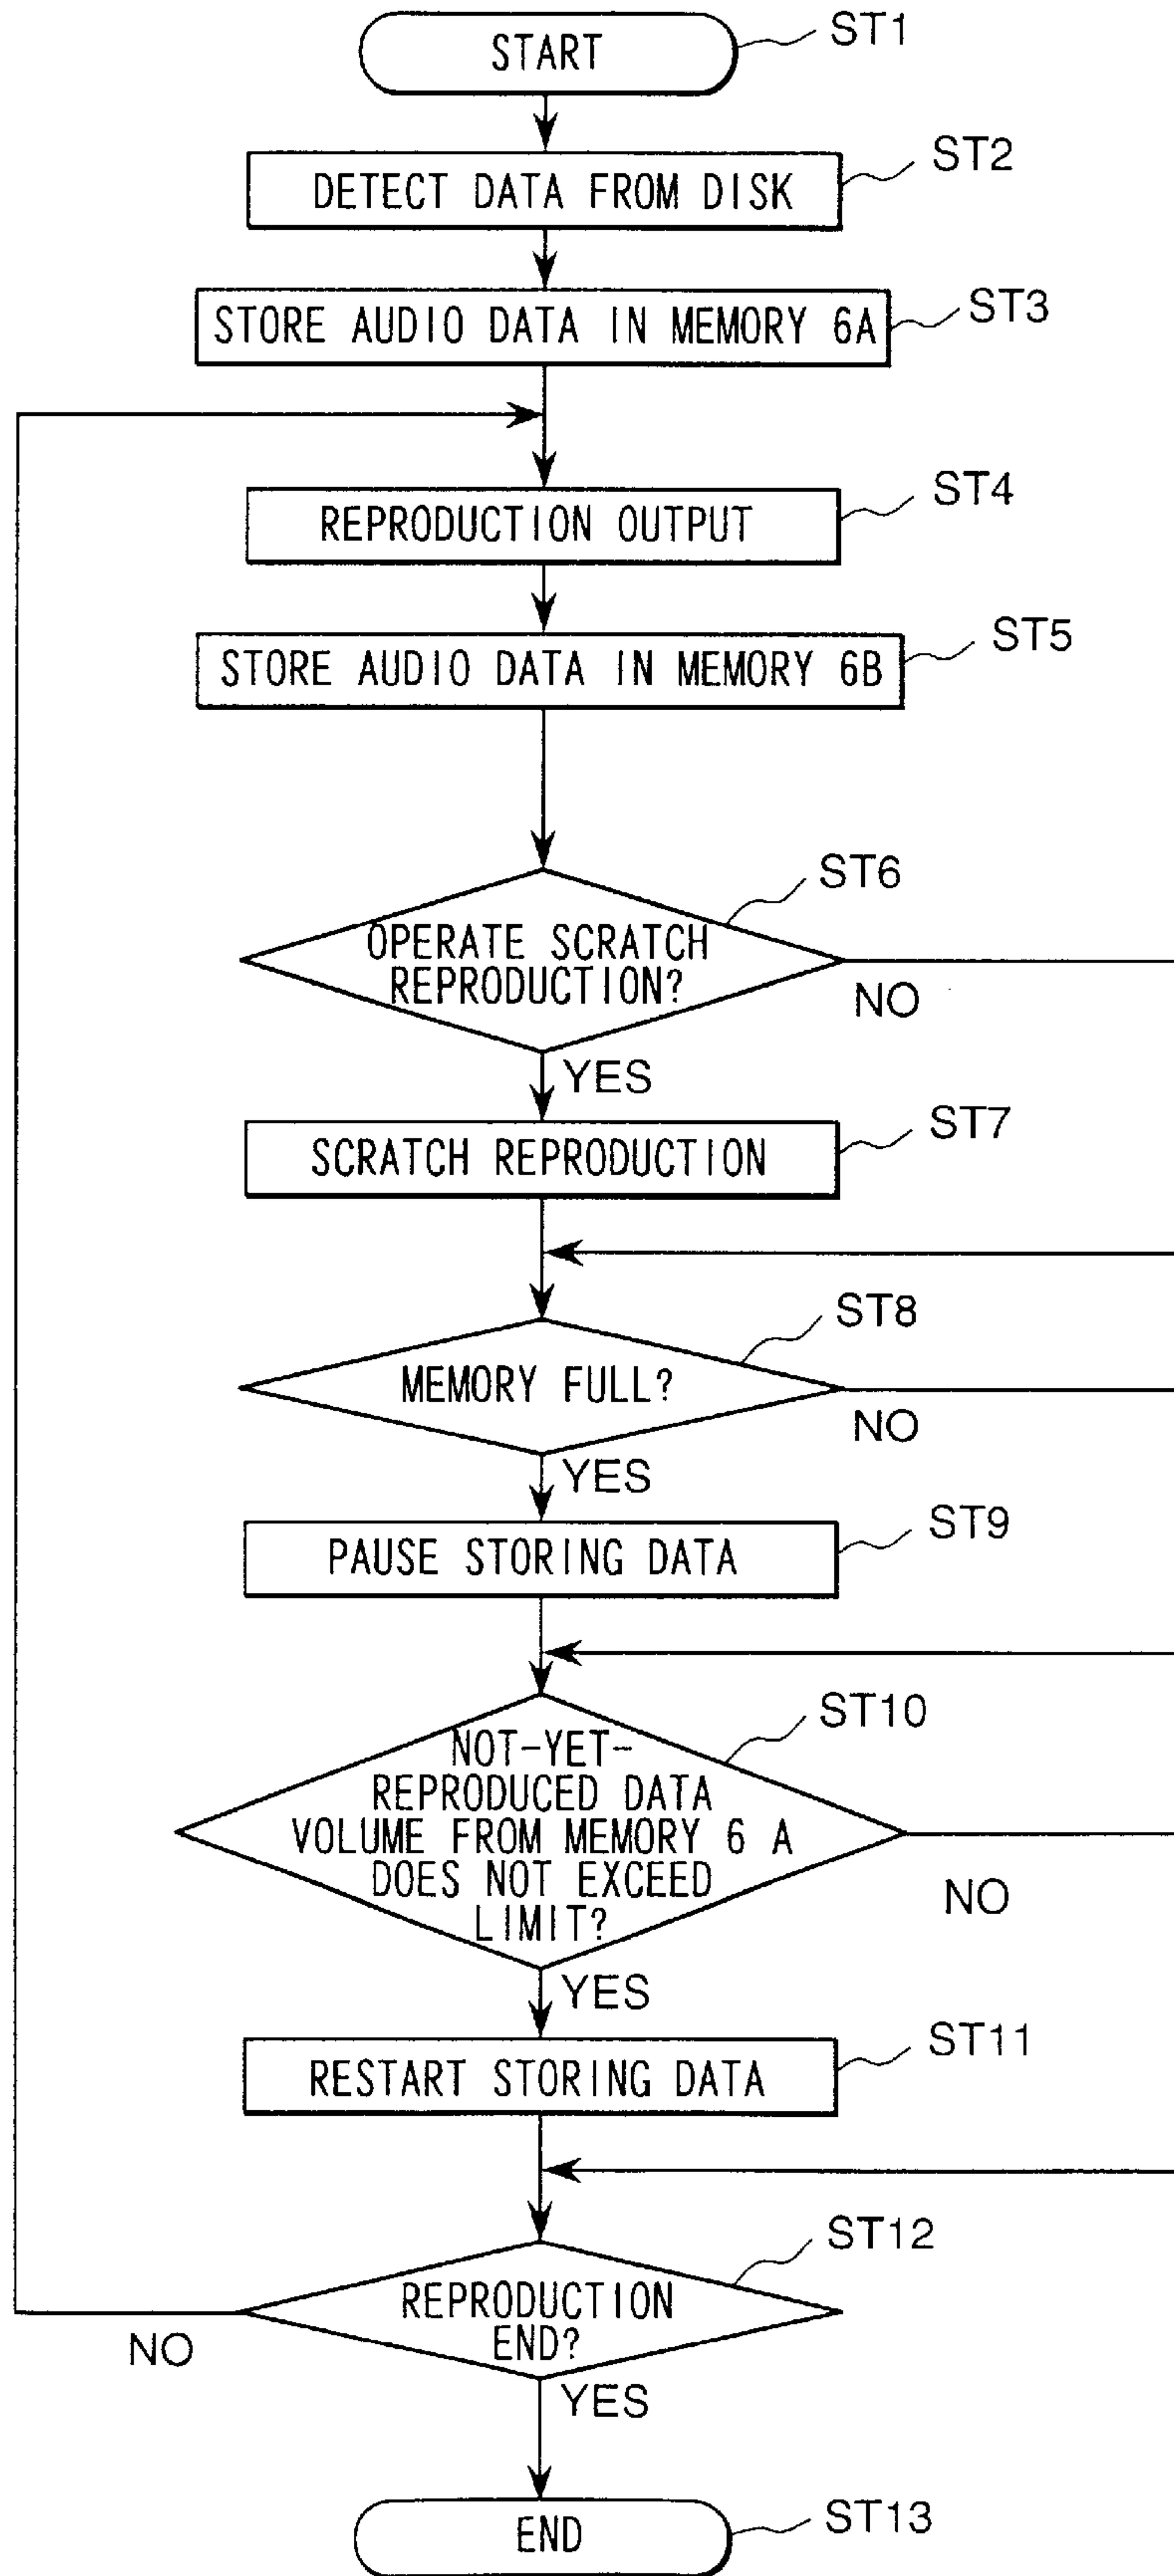 START
ST1
DETECT DATA FROM DISK
ST2
STORE AUDIO DATA IN MEMORY 6A
ST3
REPRODUCTION OUTPUT
ST4
STORE AUDIO DATA IN MEMORY 6B
ST5
ST6
OPERATE SCRATCH
REPRODUCTION?
NO
YES
SCRATCH REPRODUCTION
ST7
ST8
MEMORY FULL?
NO
YES
PAUSE STORING DATA
ST9
ST10
NOT-YET-
REPRODUCED DATA
VOLUME FROM MEMORY 6 A
DOES NOT EXCEED
LIMIT?
NO
YES
RESTART STORING DATA
ST11
ST12
REPRODUCTION
END?
NO
YES
END
ST13